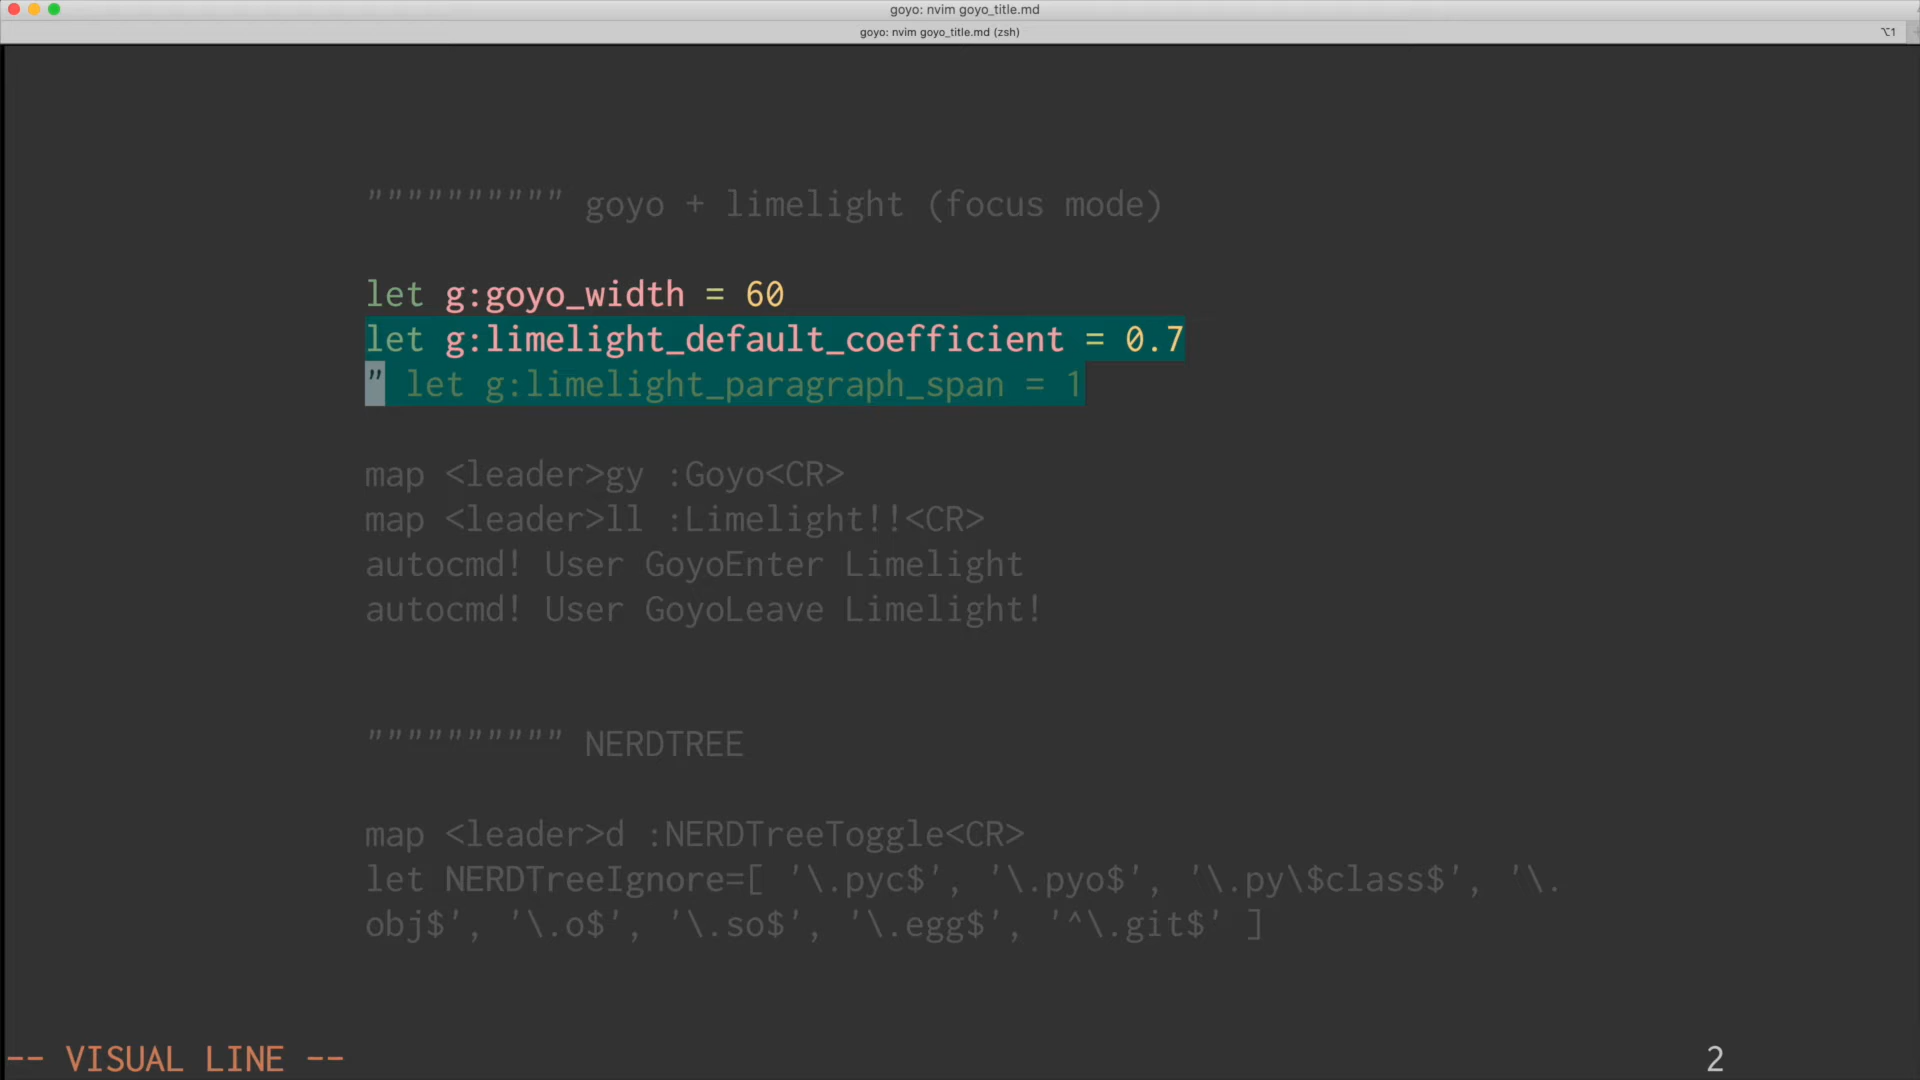 goyo: nvim goyo_title.md
goyo: nvim goyo_title.md (zsh)
⌥1
"""""""""" goyo + limelight (focus mode)
let g:goyo_width = 60
let g:limelight_default_coefficient = 0.7
" let g:limelight_paragraph_span = 1
map <leader>gy :Goyo<CR>
map <leader>ll :Limelight!!<CR>
autocmd! User GoyoEnter Limelight
autocmd! User GoyoLeave Limelight!
"""""""""" NERDTREE
map <leader>d :NERDTreeToggle<CR>
let NERDTreeIgnore=[ '\.pyc$', '\.pyo$', '\.py\$class$', '\.
obj$', '\.o$', '\.so$', '\.egg$', '^\.git$' ]
-- VISUAL LINE --
2